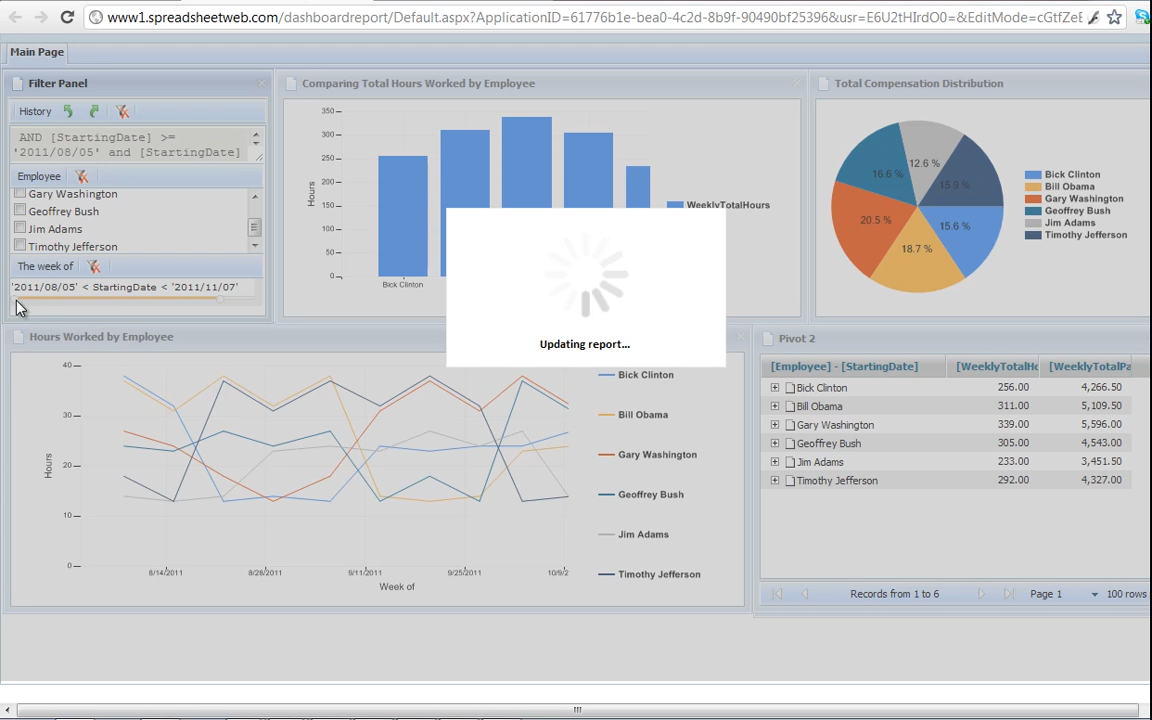 www1.spreadsheetweb.com/dashboardreport/Default.aspx?ApplicationID=61776b1e-bea0-4c2d-8b9f-90490bf25396&usr=E6U2tHIrdO0=&EditMode=cGtfZeE
Main Page
Filter Panel
History
AND [StartingDate] >=
'2011/08/05' and [StartingDate]
Employee
Gary Washington
Geoffrey Bush
Jim Adams
Timothy Jefferson
The week of
'2011/08/05' < StartingDate < '2011/11/07'
Comparing Total Hours Worked by Employee
350
300
250
200
150
100
50
0
Hours
Bick Clinton
WeeklyTotalHours
Updating report...
Total Compensation Distribution
12.6 %
16.6 %
15.9 %
20.5 %
15.6 %
18.7 %
Bick Clinton
Bill Obama
Gary Washington
Geoffrey Bush
Jim Adams
Timothy Jefferson
Hours Worked by Employee
40
30
20
10
0
Hours
8/14/2011
8/28/2011
9/11/2011
9/25/2011
10/9/2
Week of
Bick Clinton
Bill Obama
Gary Washington
Geoffrey Bush
Jim Adams
Timothy Jefferson
Pivot 2
[Employee] - [StartingDate] [WeeklyTotalHo [WeeklyTotalPa
Bick Clinton 256.00 4,266.50
Bill Obama 311.00 5,109.50
Gary Washington 339.00 5,596.00
Geoffrey Bush 305.00 4,543.00
Jim Adams 233.00 3,451.50
Timothy Jefferson 292.00 4,327.00
Records from 1 to 6 Page 1 100 rows